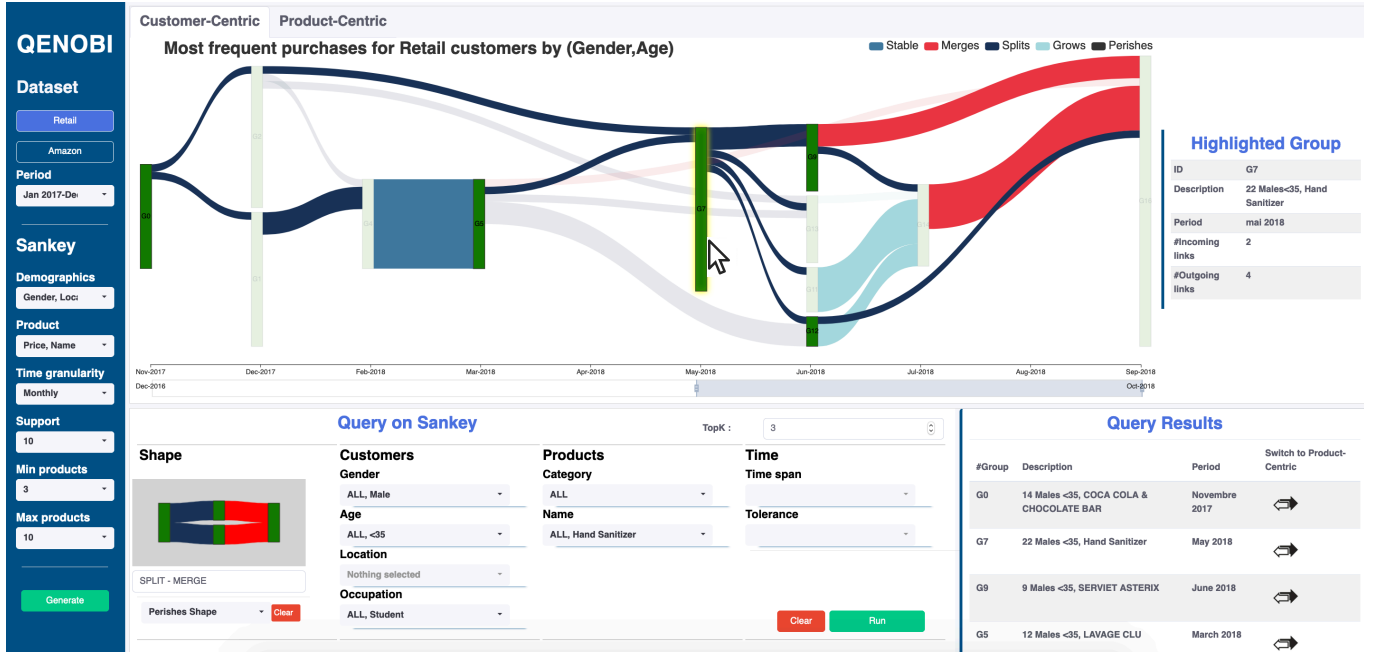 QENOBI
Dataset
Retail
Amazon
Period
Jan 2017-De
Sankey
Demographics
Gender, Loca
Product
Price, Name
Time granularity
Monthly
Support
10
Min products
3
Max products
10
Generate
Customer-Centric Product-Centric
Most frequent purchases for Retail customers by (Gender,Age)
Stable Merges Splits Grows Perishes
G0
G5
G7
G9
G12
Nov-2017 Dec-2017 Feb-2018 Mar-2018 Apr-2018 May-2018 Jun-2018 Jul-2018 Aug-2018 Sep-2018
Dec-2016 Oct-2018
Highlighted Group
ID G7
Description 22 Males<35, Hand
Sanitizer
Period mai 2018
#Incoming 2
links
#Outgoing 4
links
Query on Sankey
TopK : 3
Shape
SPLIT - MERGE
Perishes Shape Clear
Customers
Gender
ALL, Male
Age
ALL, <35
Location
Nothing selected
Occupation
ALL, Student
Products
Category
ALL
Name
ALL, Hand Sanitizer
Time
Time span
Tolerance
Clear Run
Query Results
#Group Description Period Switch to Product-
Centric
G0 14 Males <35, COCA COLA & Novembre
CHOCOLATE BAR 2017
G7 22 Males <35, Hand Sanitizer May 2018
G9 9 Males <35, SERVIET ASTERIX June 2018
G5 12 Males <35, LAVAGE CLU March 2018